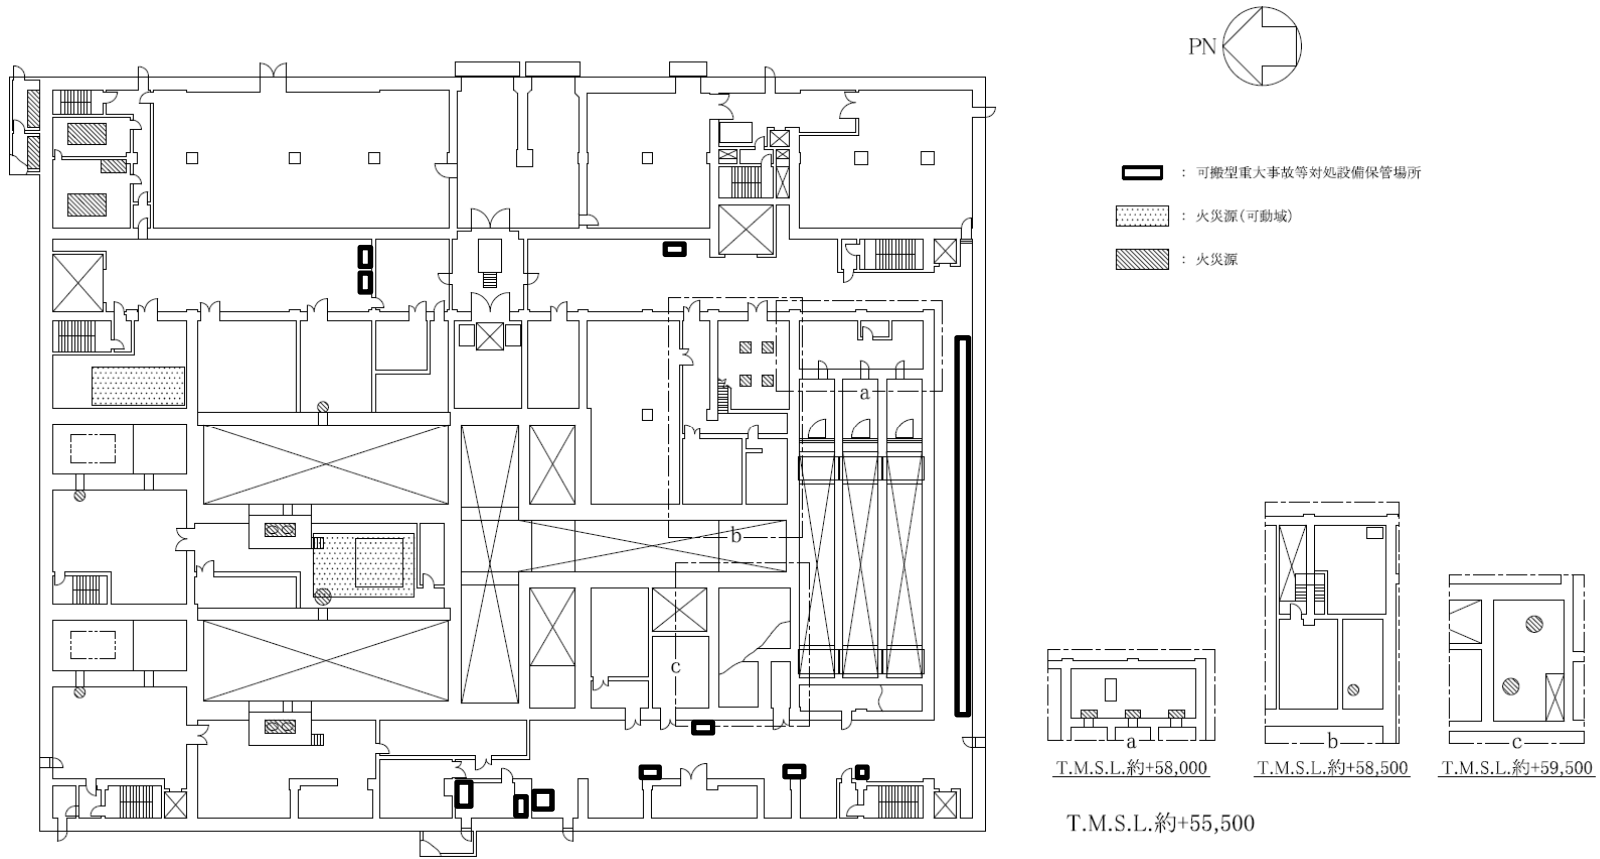 PN
： 可搬型重大事故等対処設備保管場所
： 火災源(可動域)
： 火災源
a
b
c
a
T.M.S.L.約+58,000
b
T.M.S.L.約+58,500
c
T.M.S.L.約+59,500
T.M.S.L.約+55,500